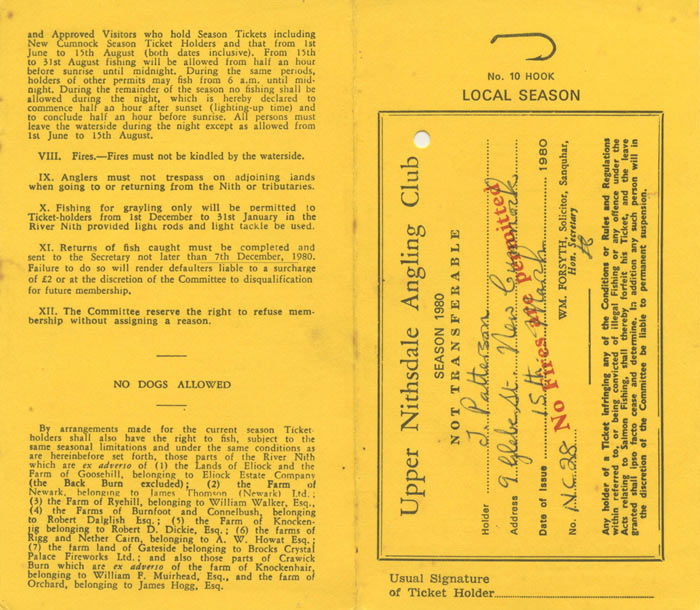 and Approved Visitors who hold Season Tickets including
New Cumnock Season Ticket Holders and that from 1st
June to 15th August (both dates inclusive). From 15th
to 31st August fishing will be allowed from half an hour
before sunrise until midnight. During the same periods,
holders of other permits may fish from 6 a.m. until mid-
night. During the remainder of the season no fishing shall be
allowed during the night, which is hereby declared to
commence half an hour after sunset (lighting-up time) and
to conclude half an hour before sunrise. All persons must
leave the waterside during the night except as allowed from
1st June to 15th August.
VIII. Fires.—Fires must not be kindled by the waterside.
IX. Anglers must not trespass on adjoining lands
when going to or returning from the Nith or tributaries.
X. Fishing for grayling only will be permitted to
Ticket-holders from 1st December to 31st January in the
River Nith provided light rods and light tackle be used.
XI. Returns of fish caught must be completed and
sent to the Secretary not later than 7th December, 1980.
Failure to do so will render defaulters liable to a surcharge
of £2 or at the discretion of the Committee to disqualification
for future membership.
XII. The Committee reserve the right to refuse mem-
bership without assigning a reason.
NO DOGS ALLOWED
By arrangements made for the current season Ticket-
holders shall also have the right to fish, subject to the
same seasonal limitations and under the same conditions as
are hereinbefore set forth, those parts of the River Nith
which are ex adverso of (1) the Lands of Eliock and the
Farm of Goosehill, belonging to Eliock Estate Company
(the Back Burn excluded); (2) the Farm of
Newark, belonging to James Thomson (Newark) Ltd.;
(3) the Farm of Ryehill, belonging to William Walker, Esq.,
(4) the Farms of Burnfoot and Connelbush, belonging
to Robert Dalglish Esq.; (5) the Farm of Knocken-
jig belonging to Robert D. Dickie, Esq.; (6) the farms of
Rigg and Nether Cairn, belonging to A. W. Howat Esq.;
(7) the farm land of Gateside belonging to Brocks Crystal
Palace Fireworks Ltd.; and also those parts of Crawick
Burn which are ex adverso of the farm of Knockenhair,
belonging to William F. Muirhead, Esq., and the farm of
Orchard, belonging to James Hogg, Esq.
No. 10 HOOK
LOCAL SEASON
Upper Nithsdale Angling Club
SEASON 1980
NOT TRANSFERABLE
Holder J. Patterson
Address 9 Glebe St. New Cumnock
Date of Issue 15th March 1980
No Fires are permitted
No. N.C. 28
WM. FORSYTH, Solicitor, Sanquhar,
Hon. Secretary
Any holder of a Ticket infringing any of the Conditions or Rules and Regulations
within referred to, or being convicted of illegal Fishing or any offence under the
Acts relating to Salmon Fishing, shall thereby forfeit his Ticket, and the leave
granted shall ipso facto cease and determine. In addition any such person will in
the discretion of the Committee be liable to permanent suspension.
Usual Signature
of Ticket Holder